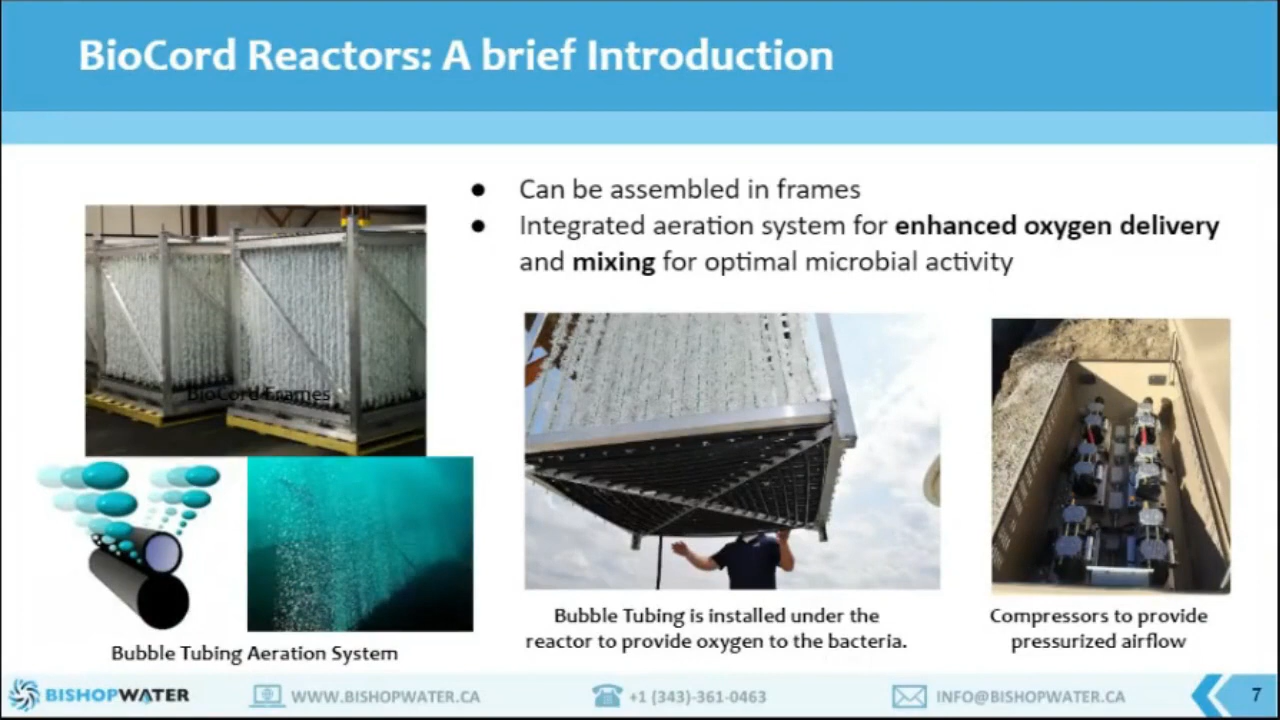 BioCord Reactors: A brief Introduction
● Can be assembled in frames
● Integrated aeration system for enhanced oxygen delivery
and mixing for optimal microbial activity
BioCord Frames
Bubble Tubing Aeration System
Bubble Tubing is installed under the
reactor to provide oxygen to the bacteria.
Compressors to provide
pressurized airflow
BISHOPWATER
WWW.BISHOPWATER.CA
+1 (343)-361-0463
INFO@BISHOPWATER.CA
7